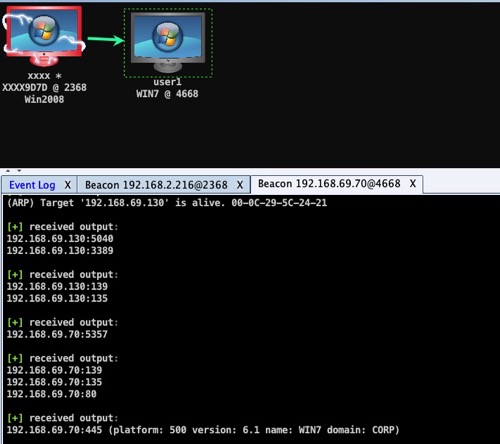 xxxx *
XXXX9D7D @ 2368
Win2008
user1
WIN7 @ 4668
Event Log X
Beacon 192.168.2.216@2368 X
Beacon 192.168.69.70@4668 X
(ARP) Target '192.168.69.130' is alive. 00-0C-29-5C-24-21
[+] received output:
192.168.69.130:5040
192.168.69.130:3389
[+] received output:
192.168.69.130:139
192.168.69.130:135
[+] received output:
192.168.69.70:5357
[+] received output:
192.168.69.70:139
192.168.69.70:135
192.168.69.70:80
[+] received output:
192.168.69.70:445 (platform: 500 version: 6.1 name: WIN7 domain: CORP)